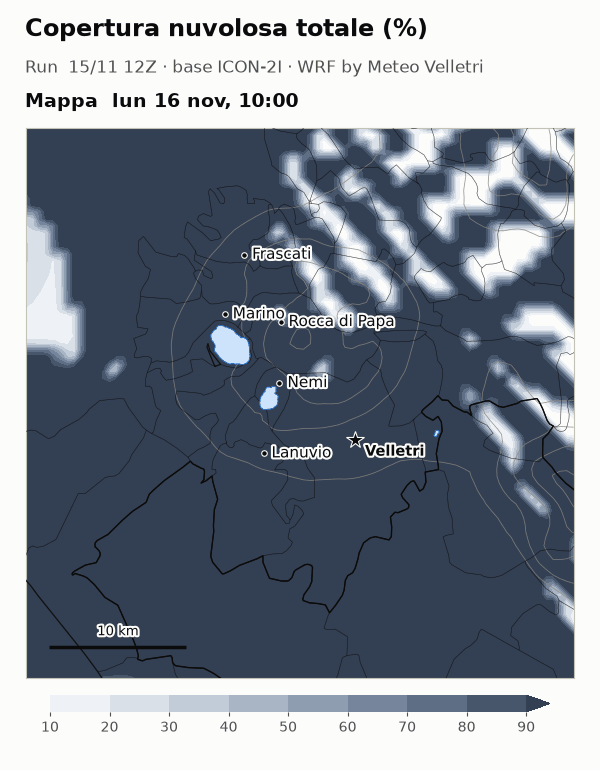 Copertura nuvolosa totale (%)
Run  15/11 12Z · base ICON-2I · WRF by Meteo Velletri
Mappa  lun 16 nov, 10:00
Frascati
Marino
Rocca di Papa
Nemi
Velletri
Lanuvio
10 km
10 20 30 40 50 60 70 80 90